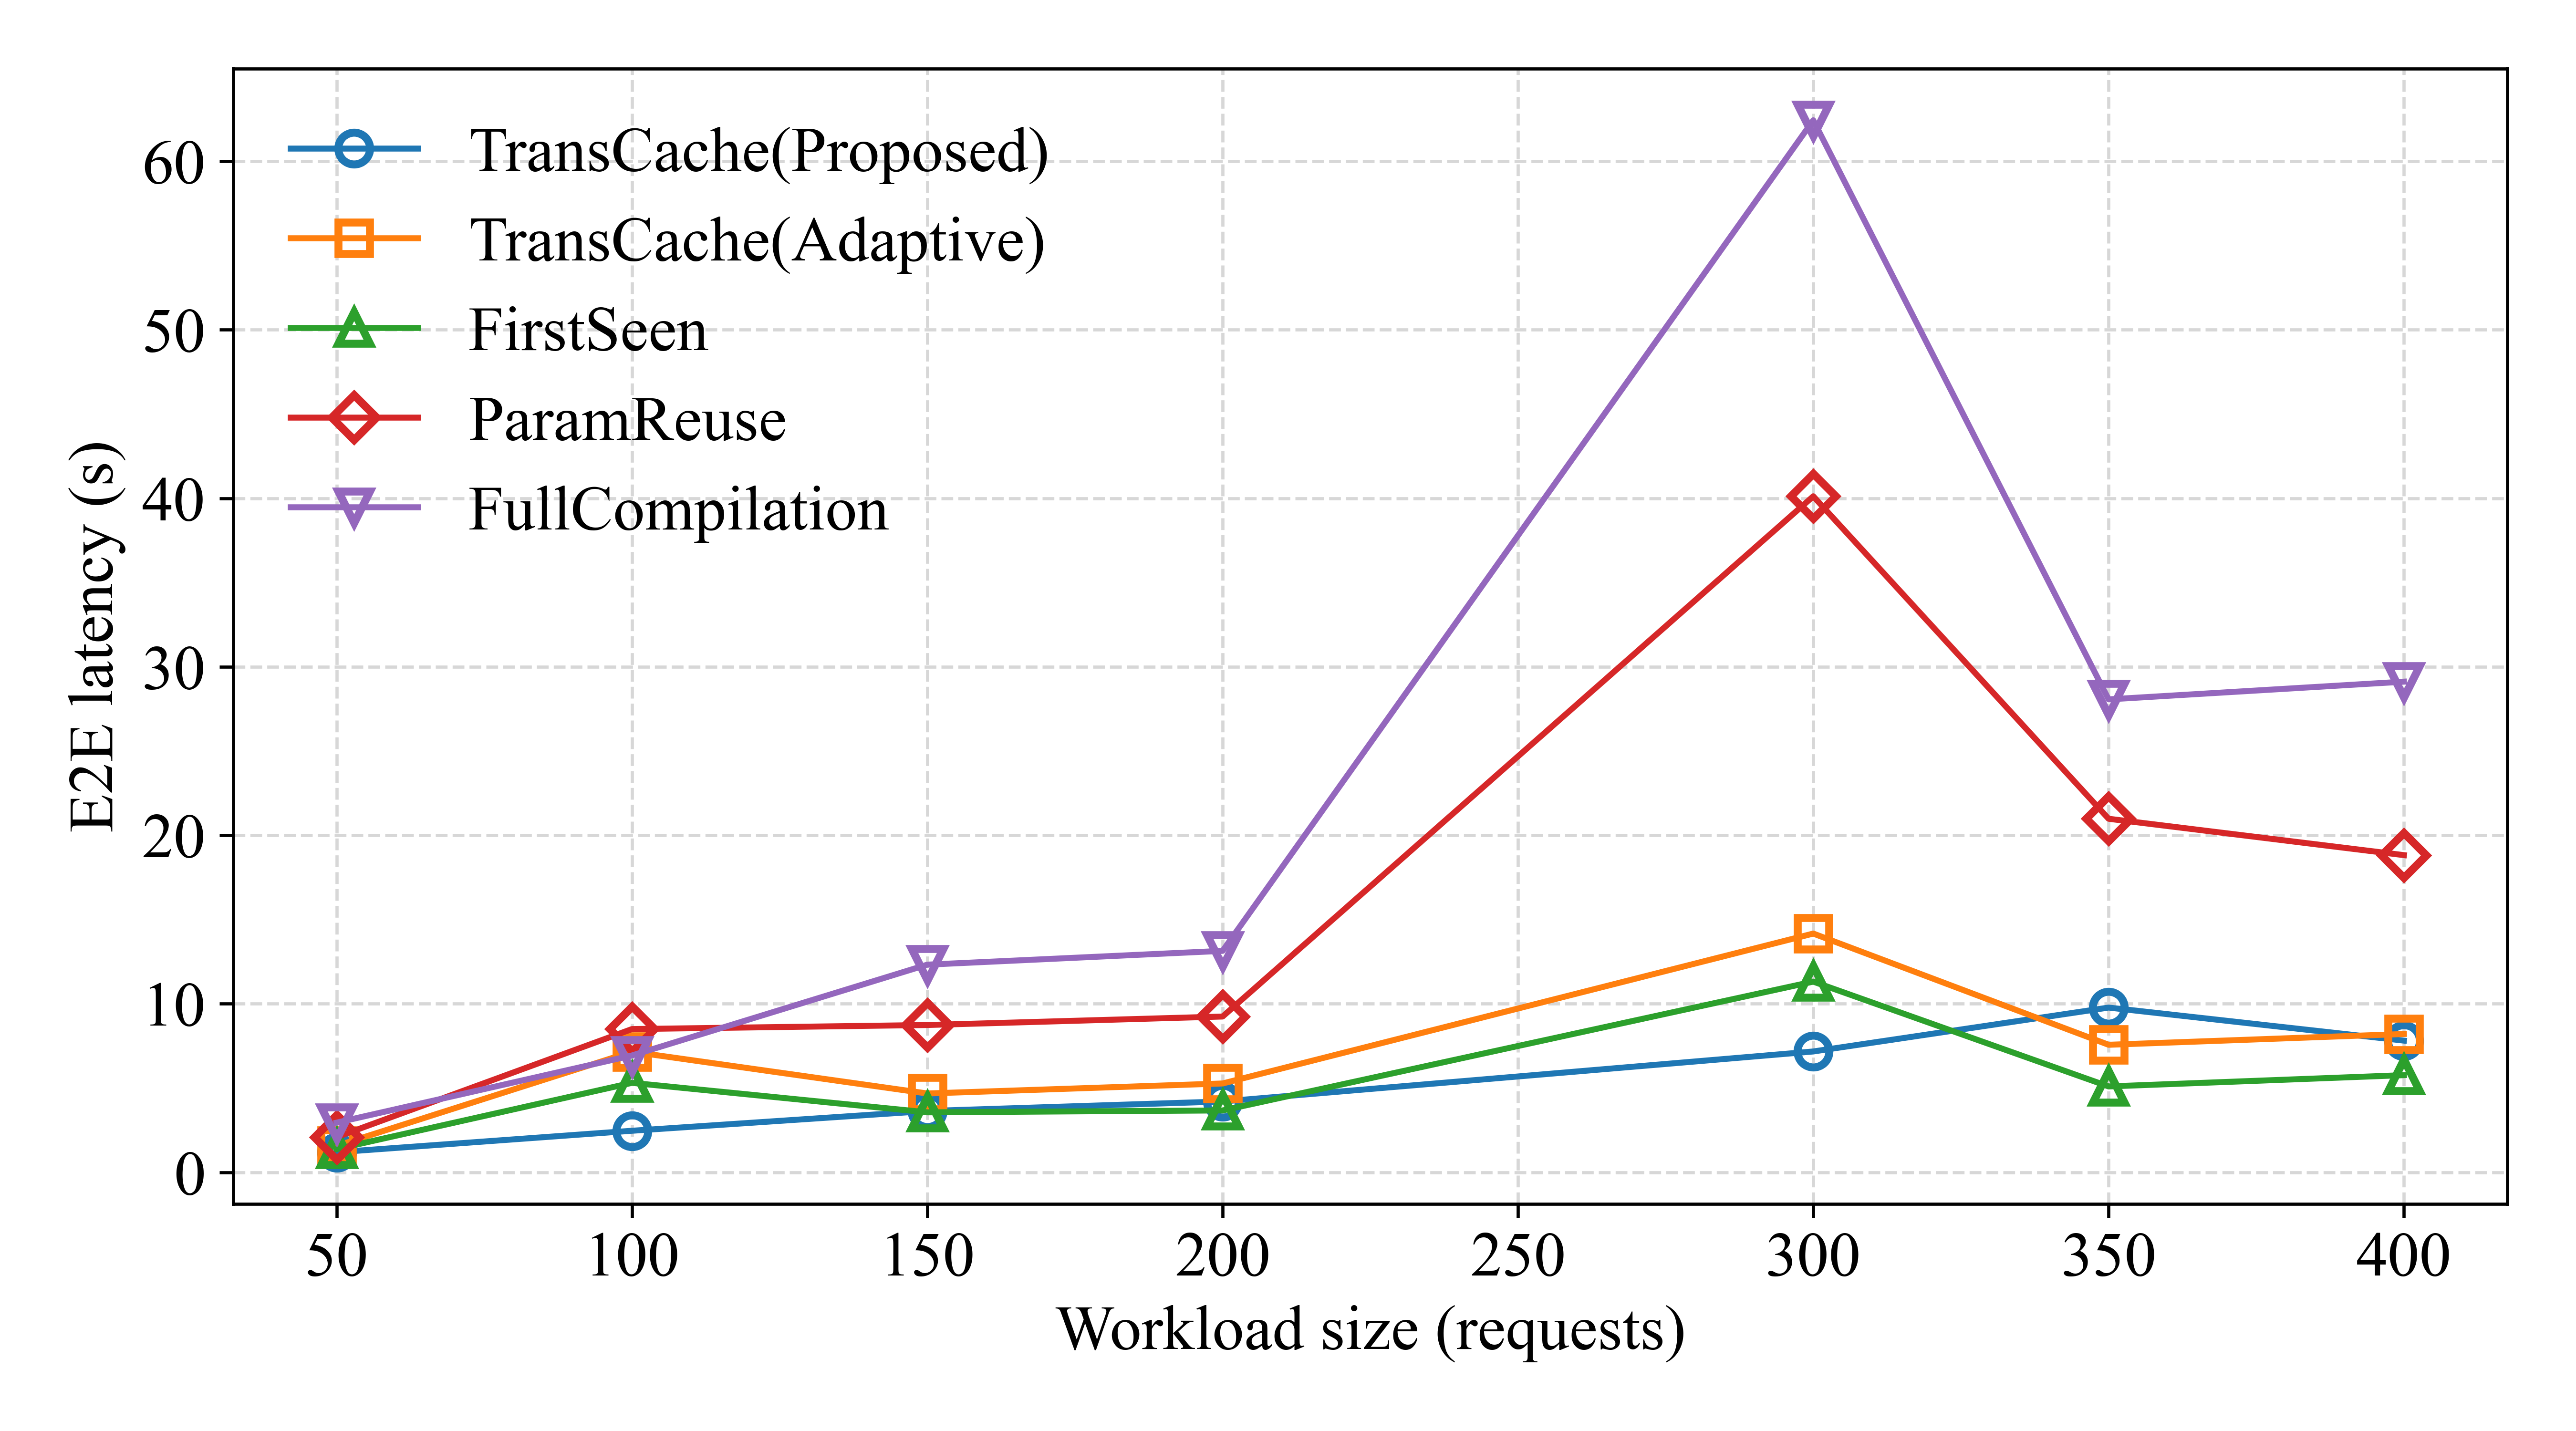 TransCache(Proposed)
TransCache(Adaptive)
FirstSeen
ParamReuse
FullCompilation
E2E latency (s)
60
50
40
30
20
10
0
50 100 150 200 250 300 350 400
Workload size (requests)